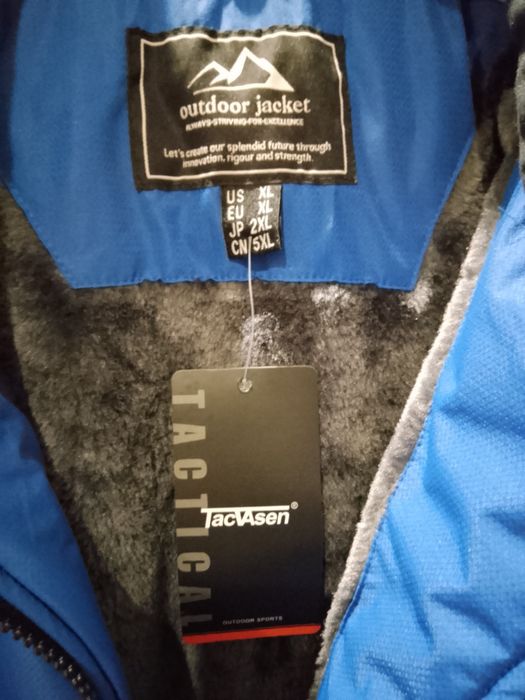 outdoor jacket
ALWAYS-STRIVING-FOR-EXCELLENCE
Let's create our splendid future through
innovation, rigour and strength.
US XL
EU XL
JP 2XL
CN 5XL
TACTICAL
TacVAsen®
OUTDOOR SPORTS